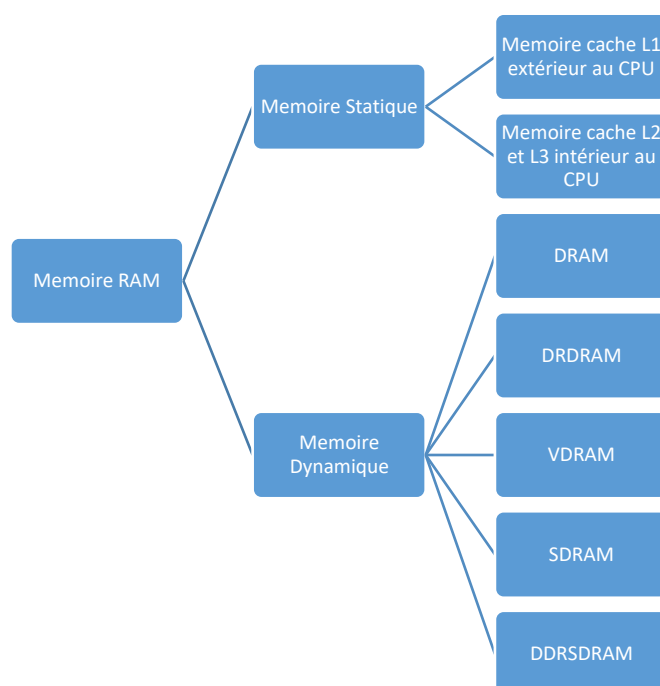 Memoire cache L1
extérieur au CPU
Memoire Statique
Memoire cache L2
et L3 intérieur au
CPU
DRAM
Memoire RAM
DRDRAM
Memoire
Dynamique
VDRAM
SDRAM
DDRSDRAM